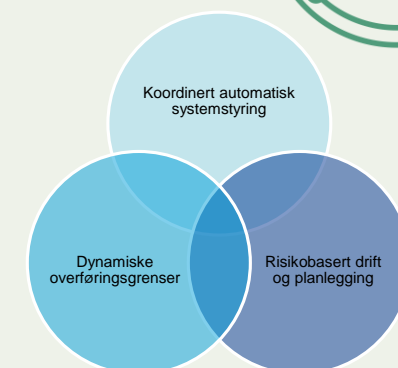 Koordinert automatisk
systemstyring
Dynamiske
overføringsgrenser
Risikobasert drift
og planlegging